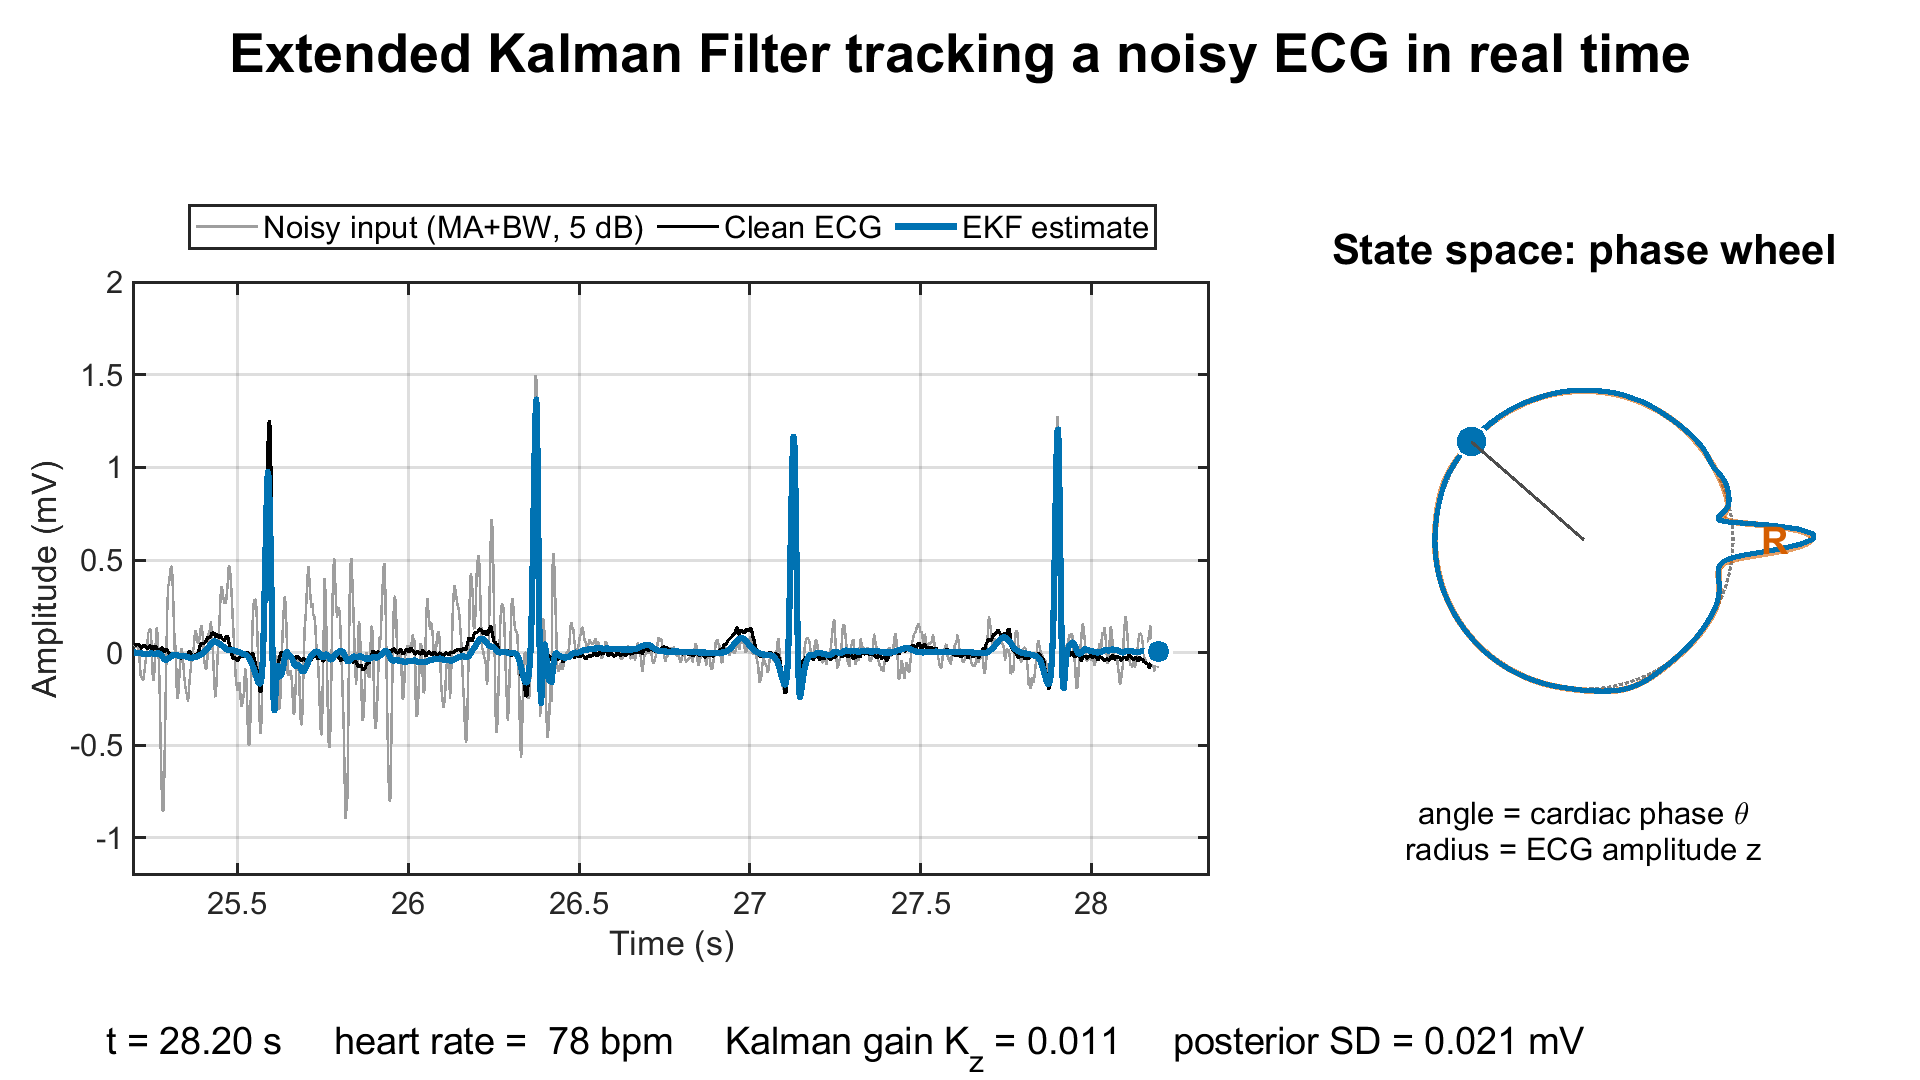 Extended Kalman Filter tracking a noisy ECG in real time
Noisy input (MA+BW, 5 dB) Clean ECG EKF estimate
Amplitude (mV)
2
1.5
1
0.5
0
-0.5
-1
25.5 26 26.5 27 27.5 28
Time (s)
State space: phase wheel
R
angle = cardiac phase θ
radius = ECG amplitude z
t = 28.20 s heart rate = 78 bpm Kalman gain K_z = 0.011 posterior SD = 0.021 mV